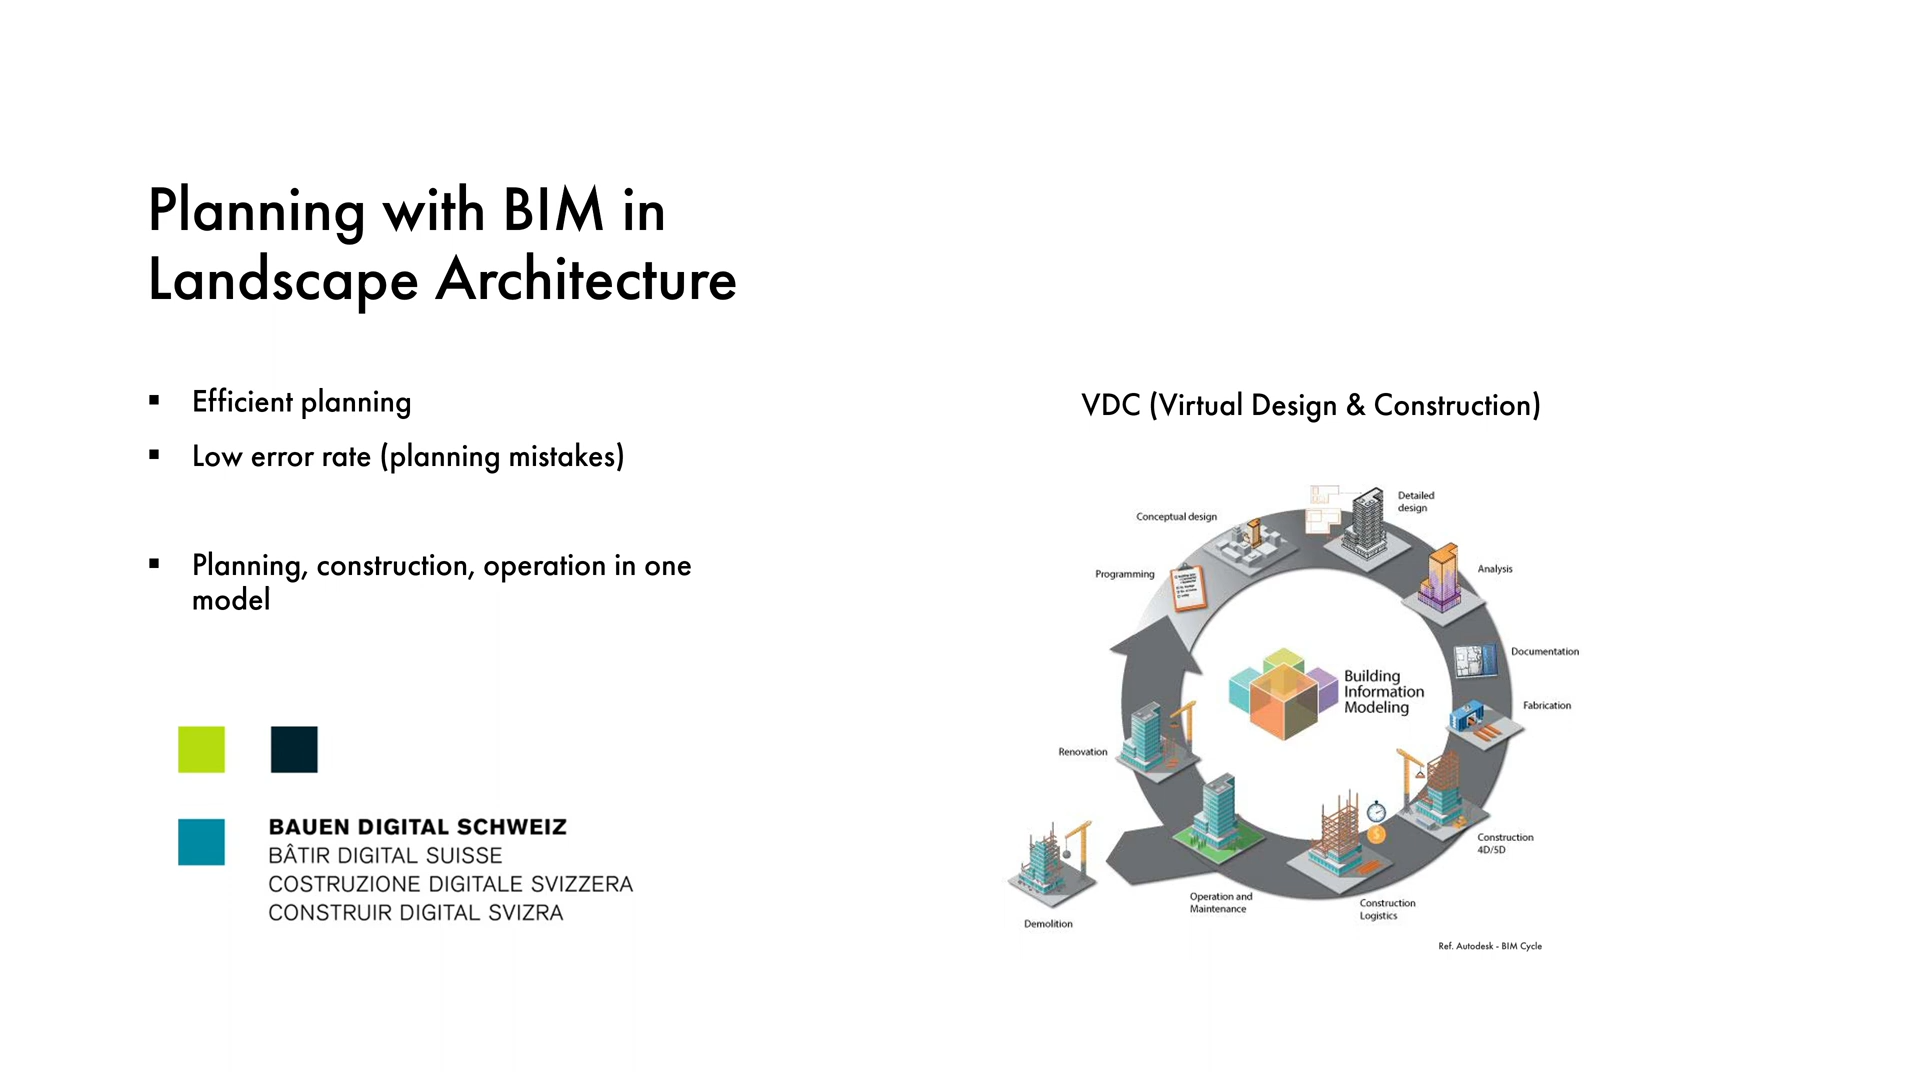 Planning with BIM in
Landscape Architecture
▪ Efficient planning
▪ Low error rate (planning mistakes)
▪ Planning, construction, operation in one
model
BAUEN DIGITAL SCHWEIZ
BÂTIR DIGITAL SUISSE
COSTRUZIONE DIGITALE SVIZZERA
CONSTRUIR DIGITAL SVIZRA
VDC (Virtual Design & Construction)
Detailed
design
Conceptual design
Programming
Analysis
Documentation
Building
Information
Modeling
Fabrication
Renovation
Construction
4D/5D
Operation and
Maintenance
Construction
Logistics
Demolition
Ref. Autodesk - BIM Cycle